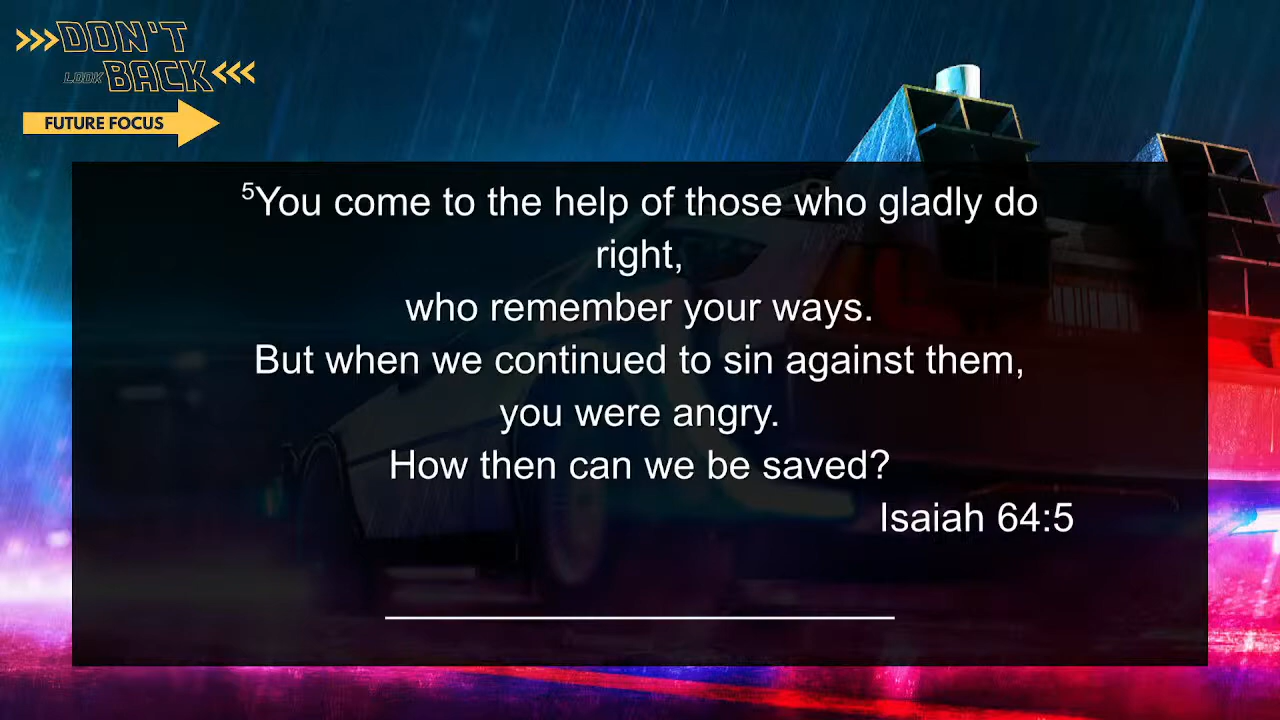 >>>DON'T
LOOK BACK<<<
FUTURE FOCUS
5You come to the help of those who gladly do
right,
who remember your ways.
But when we continued to sin against them,
you were angry.
How then can we be saved?
Isaiah 64:5